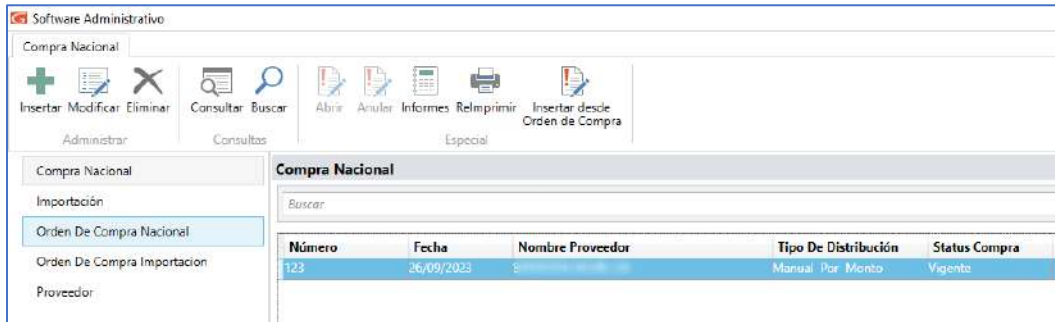 Software Administrativo
Compra Nacional
Insertar Modificar Eliminar Consultar Buscar Abrir Anular Informes ReImprimir Insertar desde Orden de Compra
Administrar Consultas Especial
Compra Nacional
Importación
Orden De Compra Nacional
Orden De Compra Importacion
Proveedor
Compra Nacional
Buscar
Número Fecha Nombre Proveedor Tipo De Distribución Status Compra
123 26/09/2023 Manual Por Monto Vigente